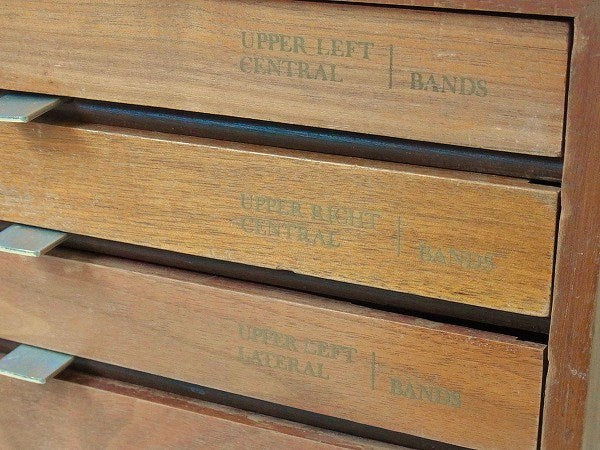 UPPER LEFT
CENTRAL | BANDS
UPPER RIGHT
CENTRAL | BANDS
UPPER LEFT
LATERAL | BANDS